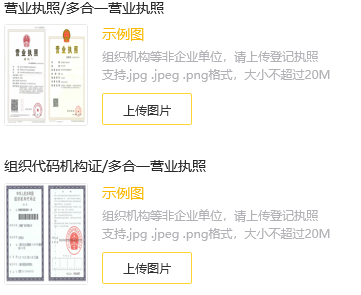 营业执照/多合一营业执照
示例图
组织机构等非企业单位，请上传登记执照
支持.jpg .jpeg .png格式，大小不超过20M
上传图片
组织代码机构证/多合一营业执照
示例图
组织机构等非企业单位，请上传登记执照
支持.jpg .jpeg .png格式，大小不超过20M
上传图片